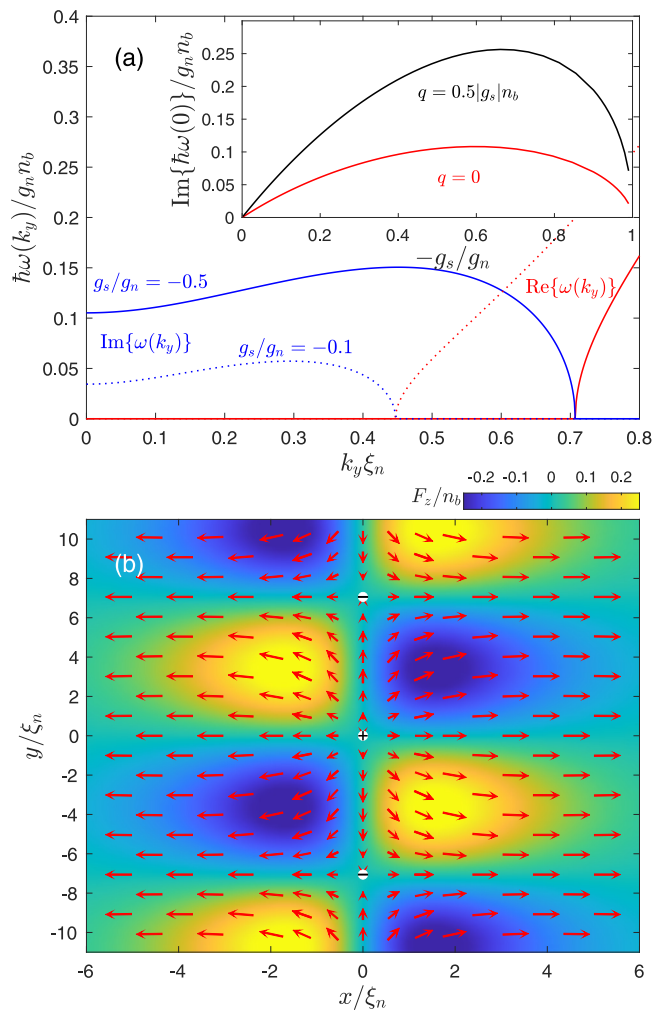 (a)
ħω(k_y)/g_n n_b
0.4
0.35
0.3
0.25
0.2
0.15
0.1
0.05
0
Im{ħω(0)}/g_n n_b
0.25
0.2
0.15
0.1
0.05
0
q = 0.5|g_s|n_b
q = 0
0 0.2 0.4 0.6 0.8 1
−g_s/g_n
g_s/g_n = −0.5
Re{ω(k_y)}
Im{ω(k_y)}
g_s/g_n = −0.1
0 0.1 0.2 0.3 0.4 0.5 0.6 0.7 0.8
k_y ξ_n
F_z/n_b
-0.2 -0.1 0 0.1 0.2
(b)
y/ξ_n
10
8
6
4
2
0
-2
-4
-6
-8
-10
+
-6 -4 -2 0 2 4 6
x/ξ_n